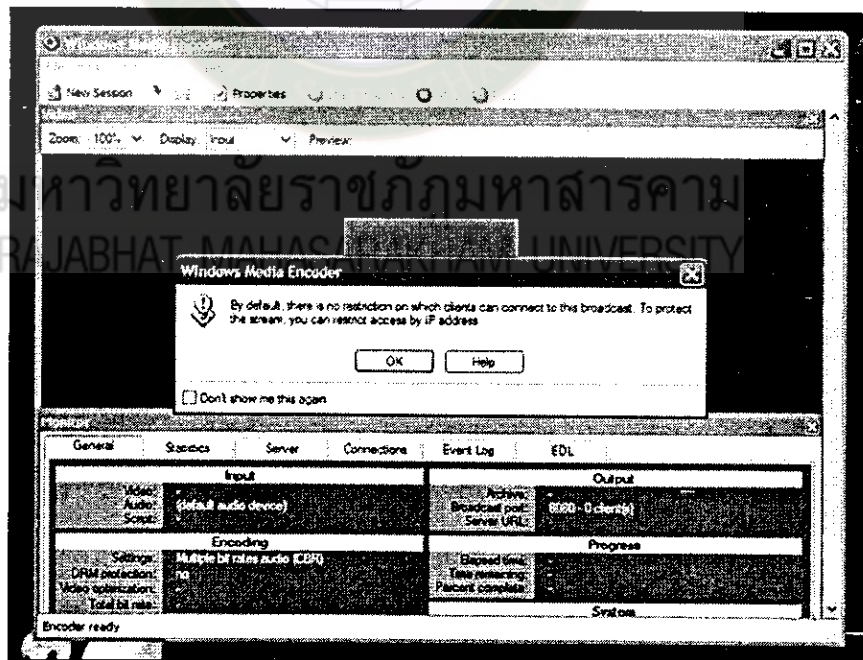 New Session
Properties
Zoom: 100% Display: Input Preview:
มหาวิทยาลัยราชภัฏมหาสารคาม
RAJABHAT MAHASARAKHAM UNIVERSITY
Windows Media Encoder
By default, there is no restriction on which clients can connect to this broadcast. To protect
the stream, you can restrict access by IP address
OK Help
Don't show me this again
General Statistics Server Connections Event Log EDL
Input
Video: -
Audio: (default audio device)
Script: -
Encoding
Settings: Multiple bit rates audio (CBR)
DRM protection: no
Video optimization: -
Total bit rate: -
Output
Archive: -
Broadcast port: 8080 - 0 client(s)
Server URL: -
Progress
Elapsed time: -
Time remaining: -
Percent complete: -
System
Encoder ready